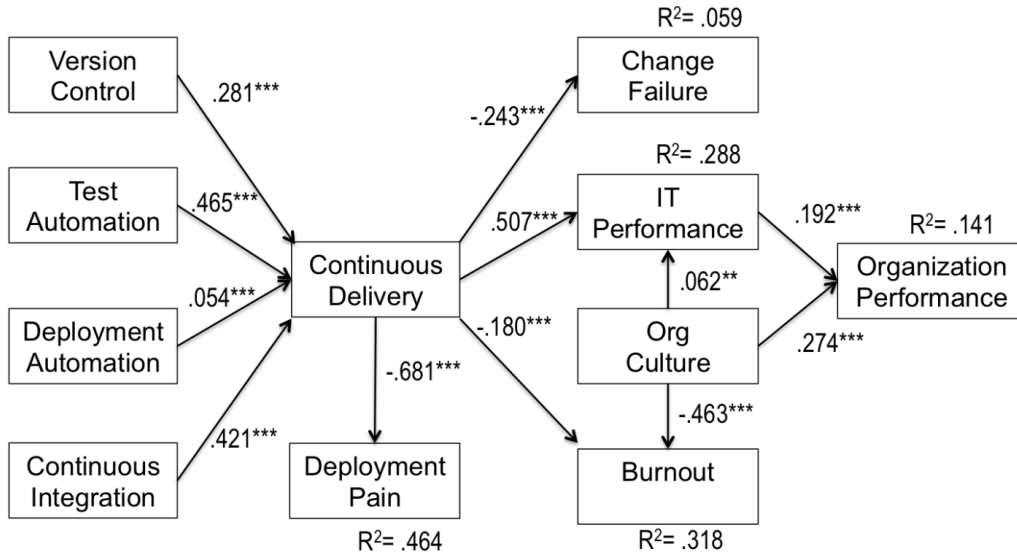 R²= .059
Version
Control
Change
Failure
.281***
-.243***
R²= .288
Test
Automation
.465***
IT
Performance
.507***
.192***
R²= .141
Continuous
Delivery
Organization
Performance
.062**
.054***
Deployment
Automation
-.180***
Org
Culture
.274***
-.681***
-.463***
.421***
Continuous
Integration
Deployment
Pain
Burnout
R²= .464
R²= .318